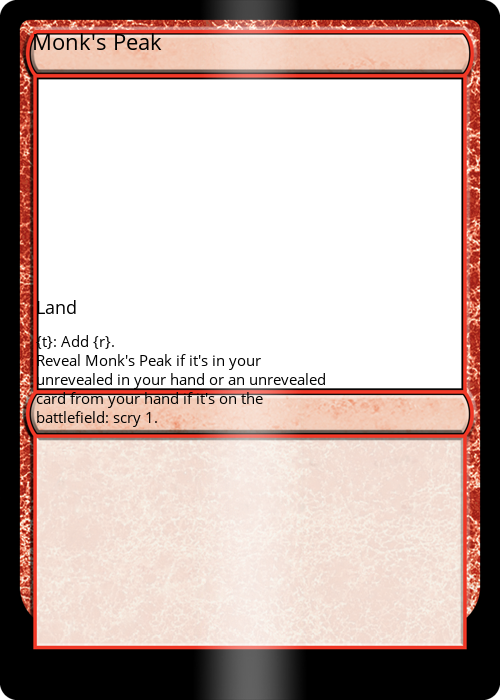 Monk's Peak
Land
{t}: Add {r}.
Reveal Monk's Peak if it's in your
unrevealed in your hand or an unrevealed
card from your hand if it's on the
battlefield: scry 1.